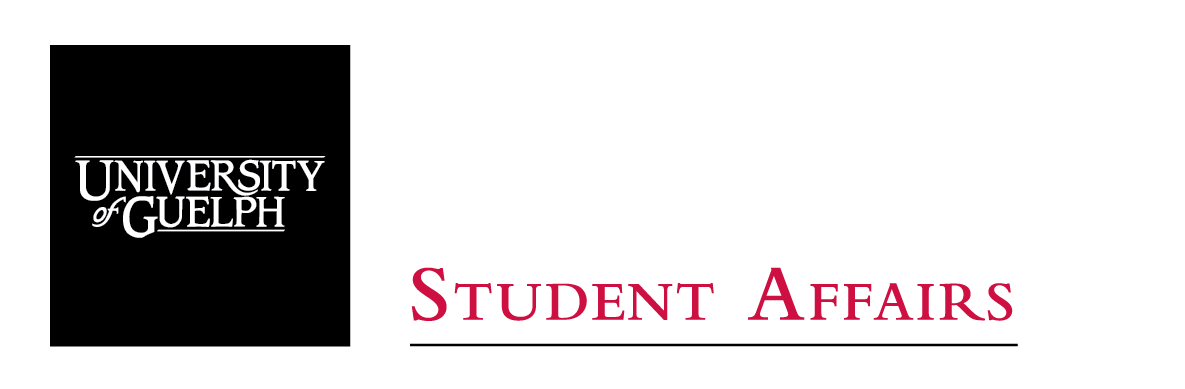 UNIVERSITY
of GUELPH
STUDENT AFFAIRS